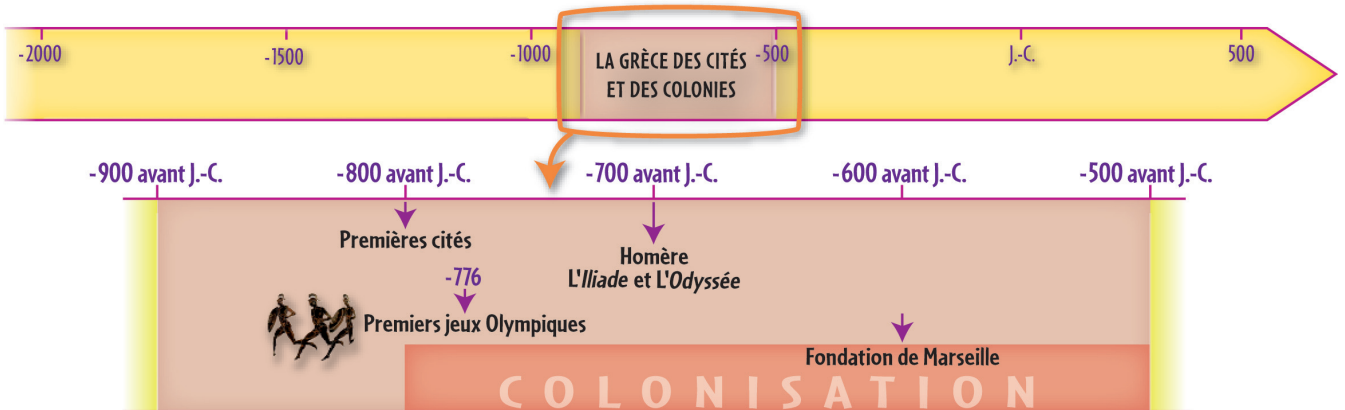 -2000 -1500 -1000 -500 J.-C. 500
LA GRÈCE DES CITÉS
ET DES COLONIES
-900 avant J.-C. -800 avant J.-C. -700 avant J.-C. -600 avant J.-C. -500 avant J.-C.
Premières cités
Homère
L'Iliade et L'Odyssée
-776
Premiers jeux Olympiques
Fondation de Marseille
COLONISATION